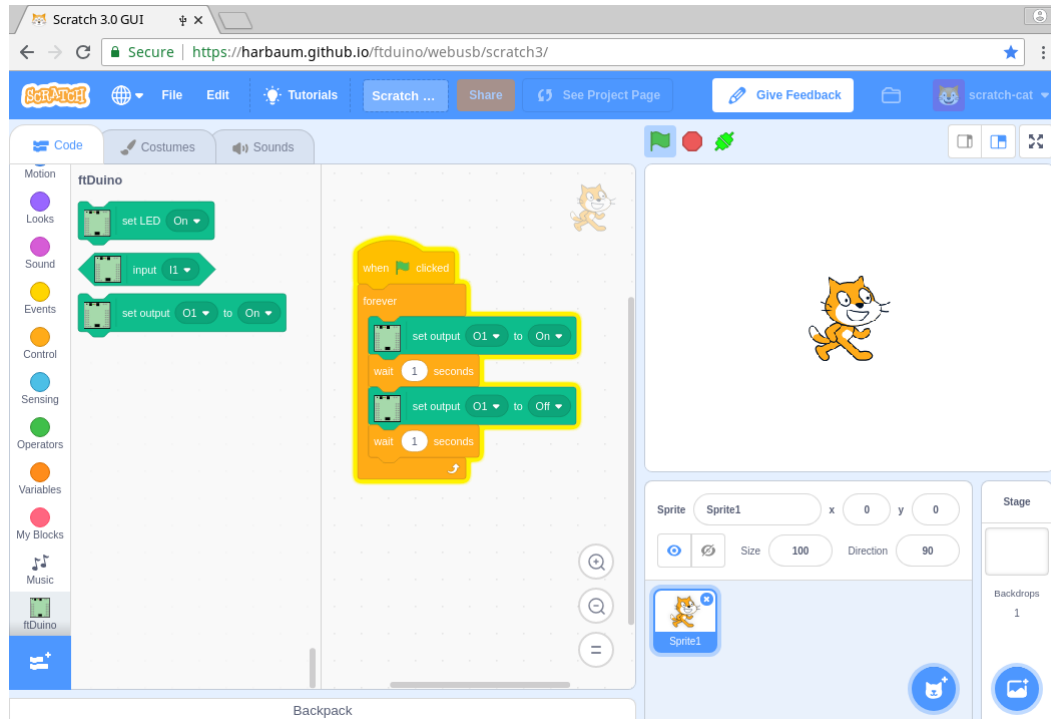 Scratch 3.0 GUI
Secure | https://harbaum.github.io/ftduino/webusb/scratch3/
SCRATCH File Edit Tutorials Scratch ... Share See Project Page Give Feedback scratch-cat
Code Costumes Sounds
Motion
Looks
Sound
Events
Control
Sensing
Operators
Variables
My Blocks
Music
ftDuino
ftDuino
set LED On
input I1
set output O1 to On
when clicked
forever
set output O1 to On
wait 1 seconds
set output O1 to Off
wait 1 seconds
Backpack
Sprite Sprite1 x 0 y 0
Size 100 Direction 90
Sprite1
Stage
Backdrops
1